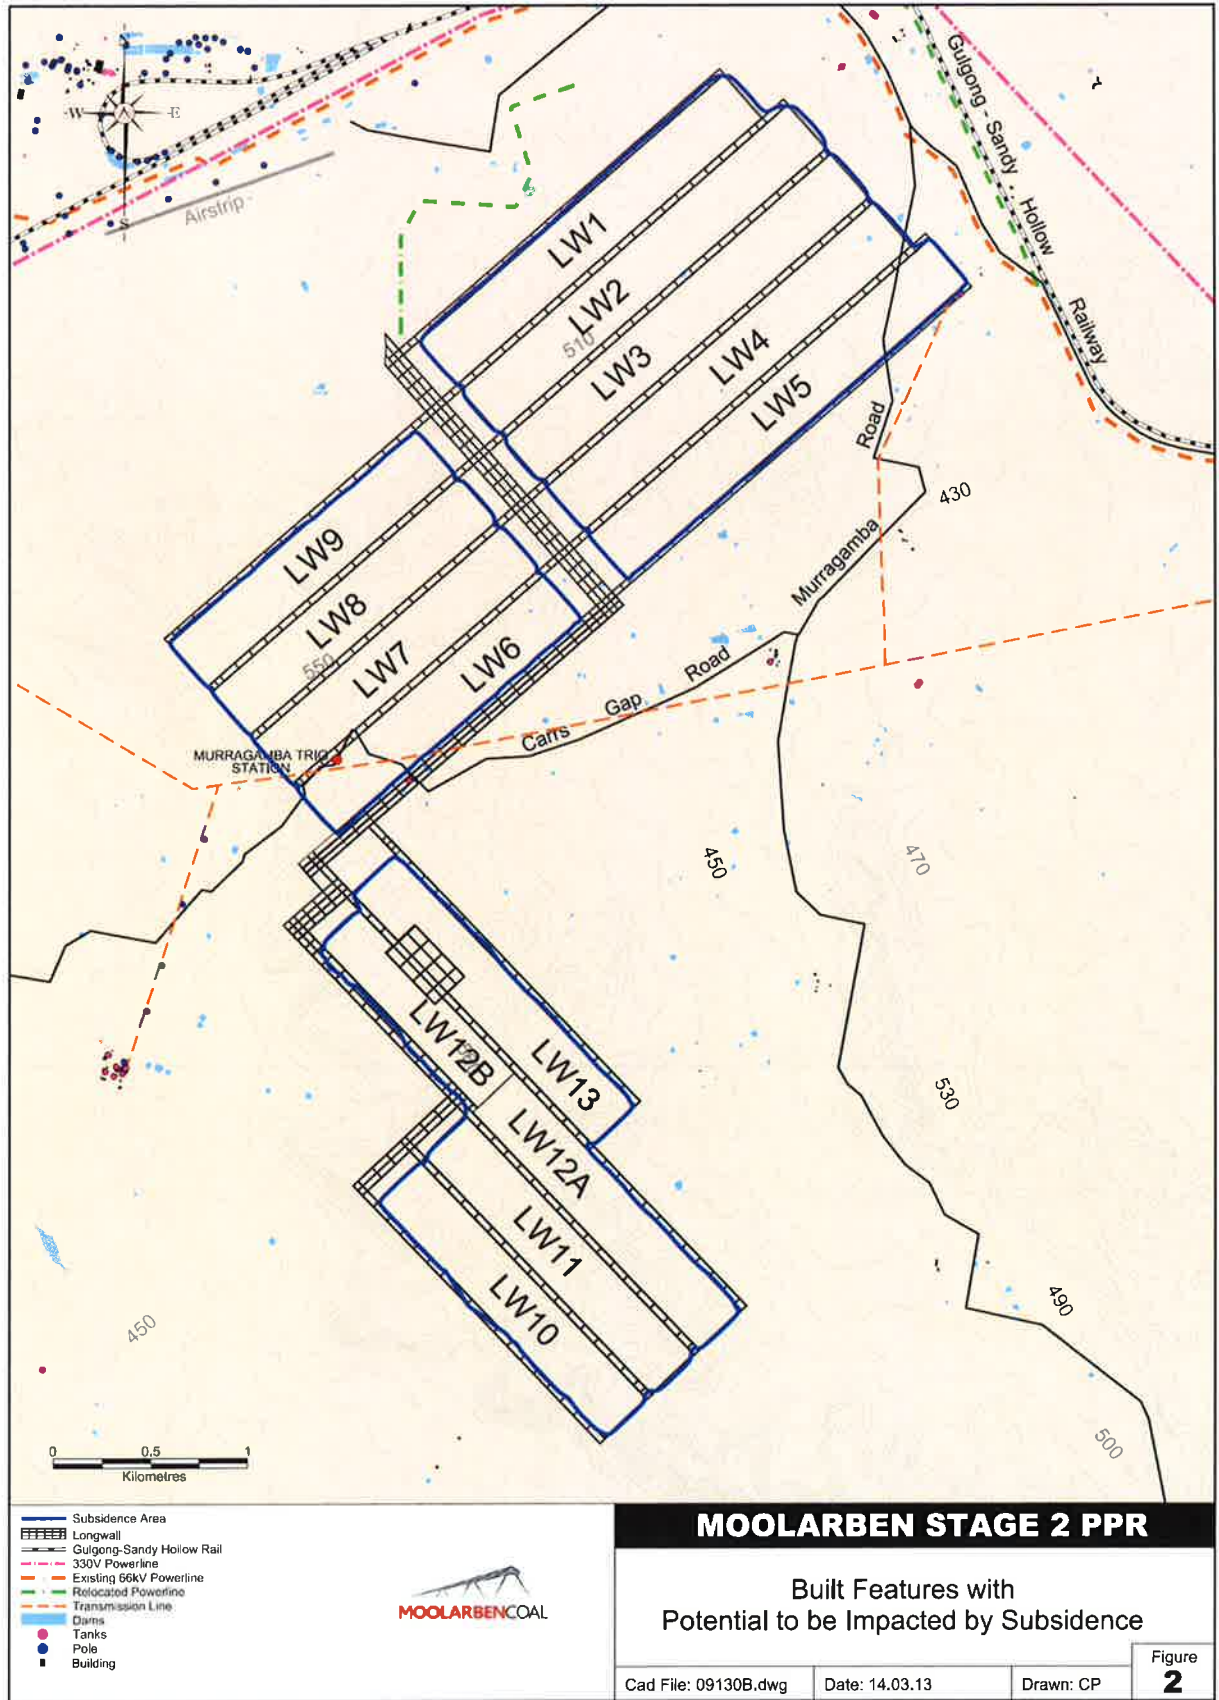 W
E
S
Airstrip
Gulgong - Sandy Hollow Railway
LW1
LW2
510
LW3
LW4
LW5
Road
430
Murragamba
LW9
LW8
550
LW7
LW6
Carrs Gap Road
MURRAGAMBA TRIG
STATION
450
470
LW12B
LW13
530
LW12A
LW11
LW10
490
450
500
0 0.5 1
Kilometres
Subsidence Area
Longwall
Gulgong-Sandy Hollow Rail
330V Powerline
Existing 66kV Powerline
Relocated Powerline
Transmission Line
Dams
Tanks
Pole
Building
MOOLARBENCOAL
MOOLARBEN STAGE 2 PPR
Built Features with
Potential to be Impacted by Subsidence
Cad File: 09130B.dwg Date: 14.03.13 Drawn: CP
Figure
2